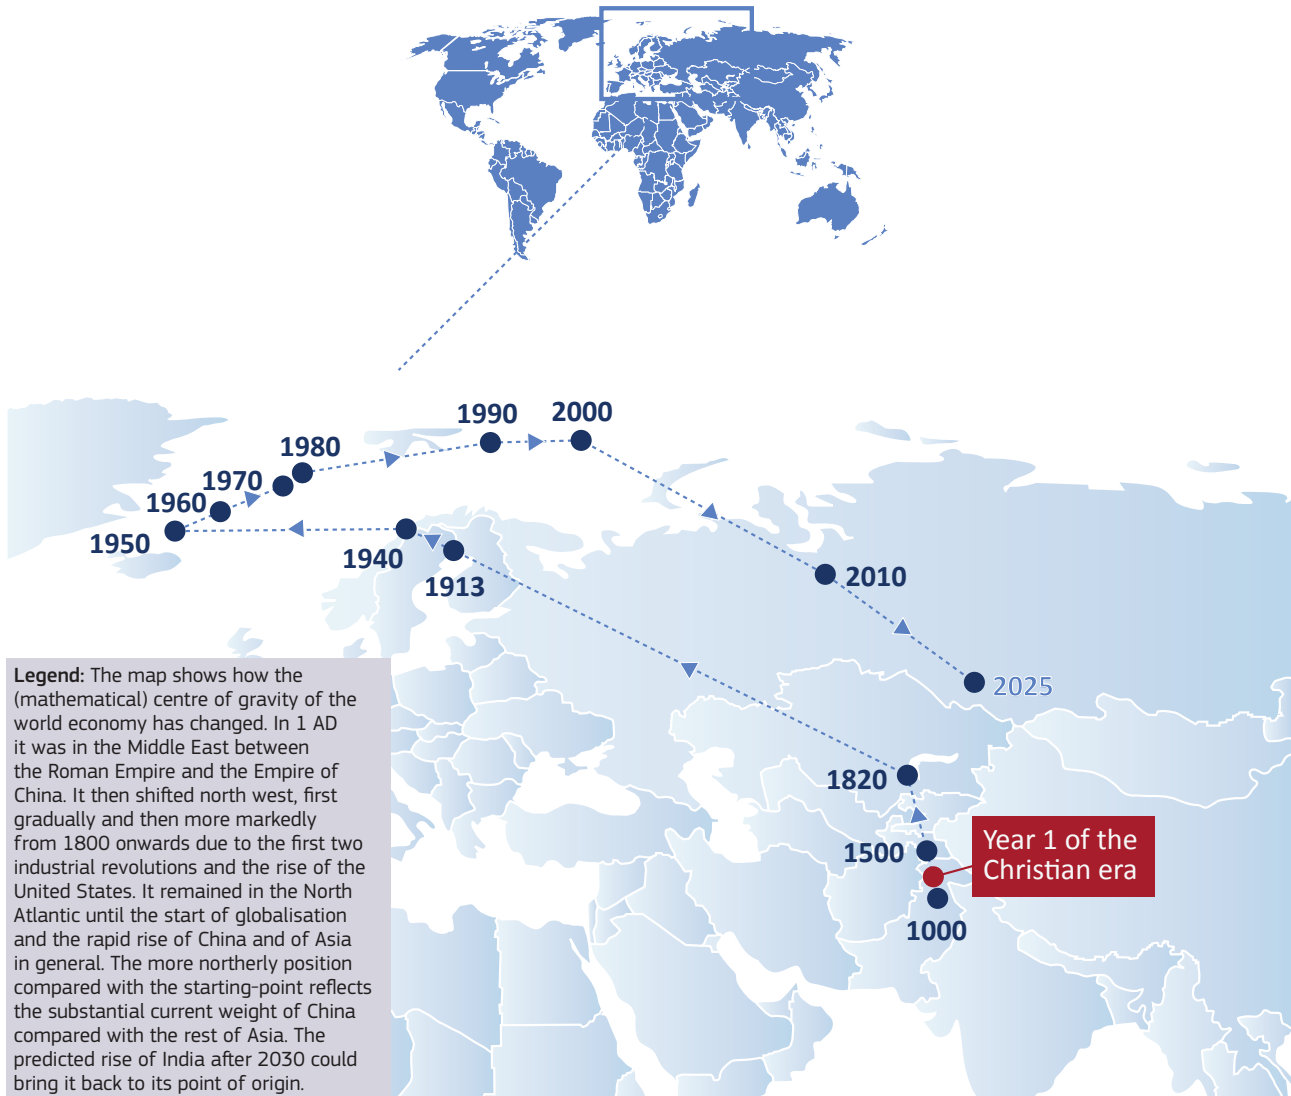 1990
2000
1980
1970
1960
1950
1940
1913
2010
2025
1820
1500
Year 1 of the
Christian era
1000
Legend: The map shows how the
(mathematical) centre of gravity of the
world economy has changed. In 1 AD
it was in the Middle East between
the Roman Empire and the Empire of
China. It then shifted north west, first
gradually and then more markedly
from 1800 onwards due to the first two
industrial revolutions and the rise of the
United States. It remained in the North
Atlantic until the start of globalisation
and the rapid rise of China and of Asia
in general. The more northerly position
compared with the starting-point reflects
the substantial current weight of China
compared with the rest of Asia. The
predicted rise of India after 2030 could
bring it back to its point of origin.